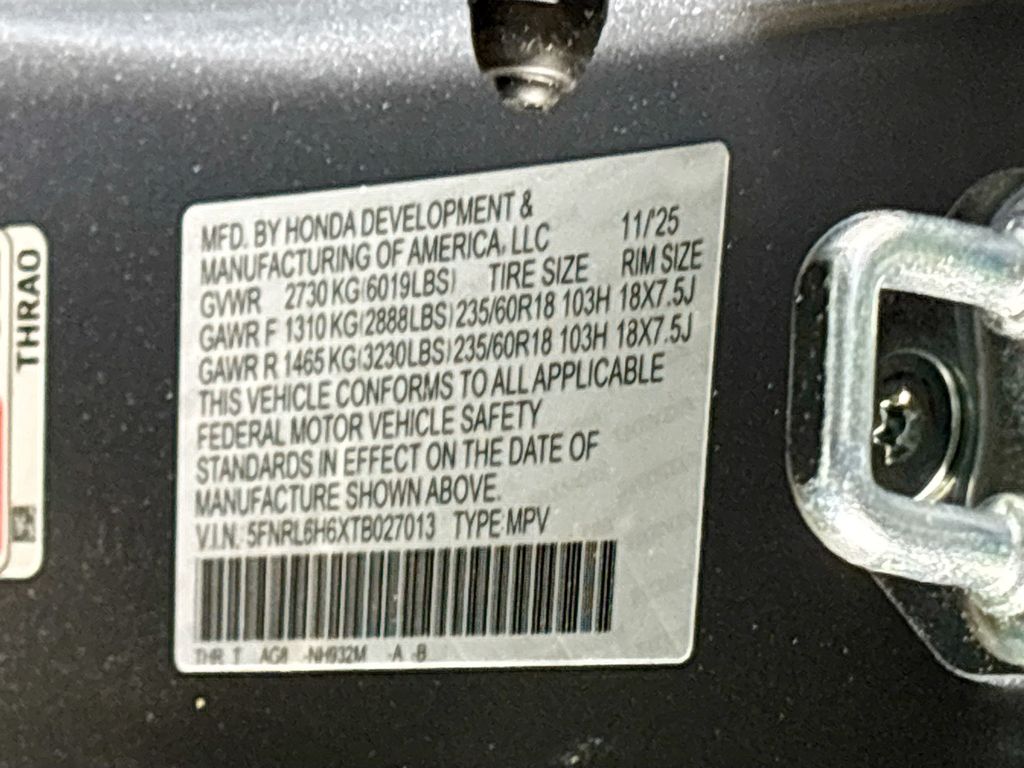 MFD. BY HONDA DEVELOPMENT &
MANUFACTURING OF AMERICA, LLC 11/'25
GVWR 2730 KG(6019LBS) TIRE SIZE RIM SIZE
GAWR F 1310 KG(2888LBS) 235/60R18 103H 18X7.5J
GAWR R 1465 KG(3230LBS) 235/60R18 103H 18X7.5J
THIS VEHICLE CONFORMS TO ALL APPLICABLE
FEDERAL MOTOR VEHICLE SAFETY
STANDARDS IN EFFECT ON THE DATE OF
MANUFACTURE SHOWN ABOVE.
V.I.N. 5FNRL6H6XTB027013 TYPE MPV
THR T AG8 -NH932M -A -B
THRAO